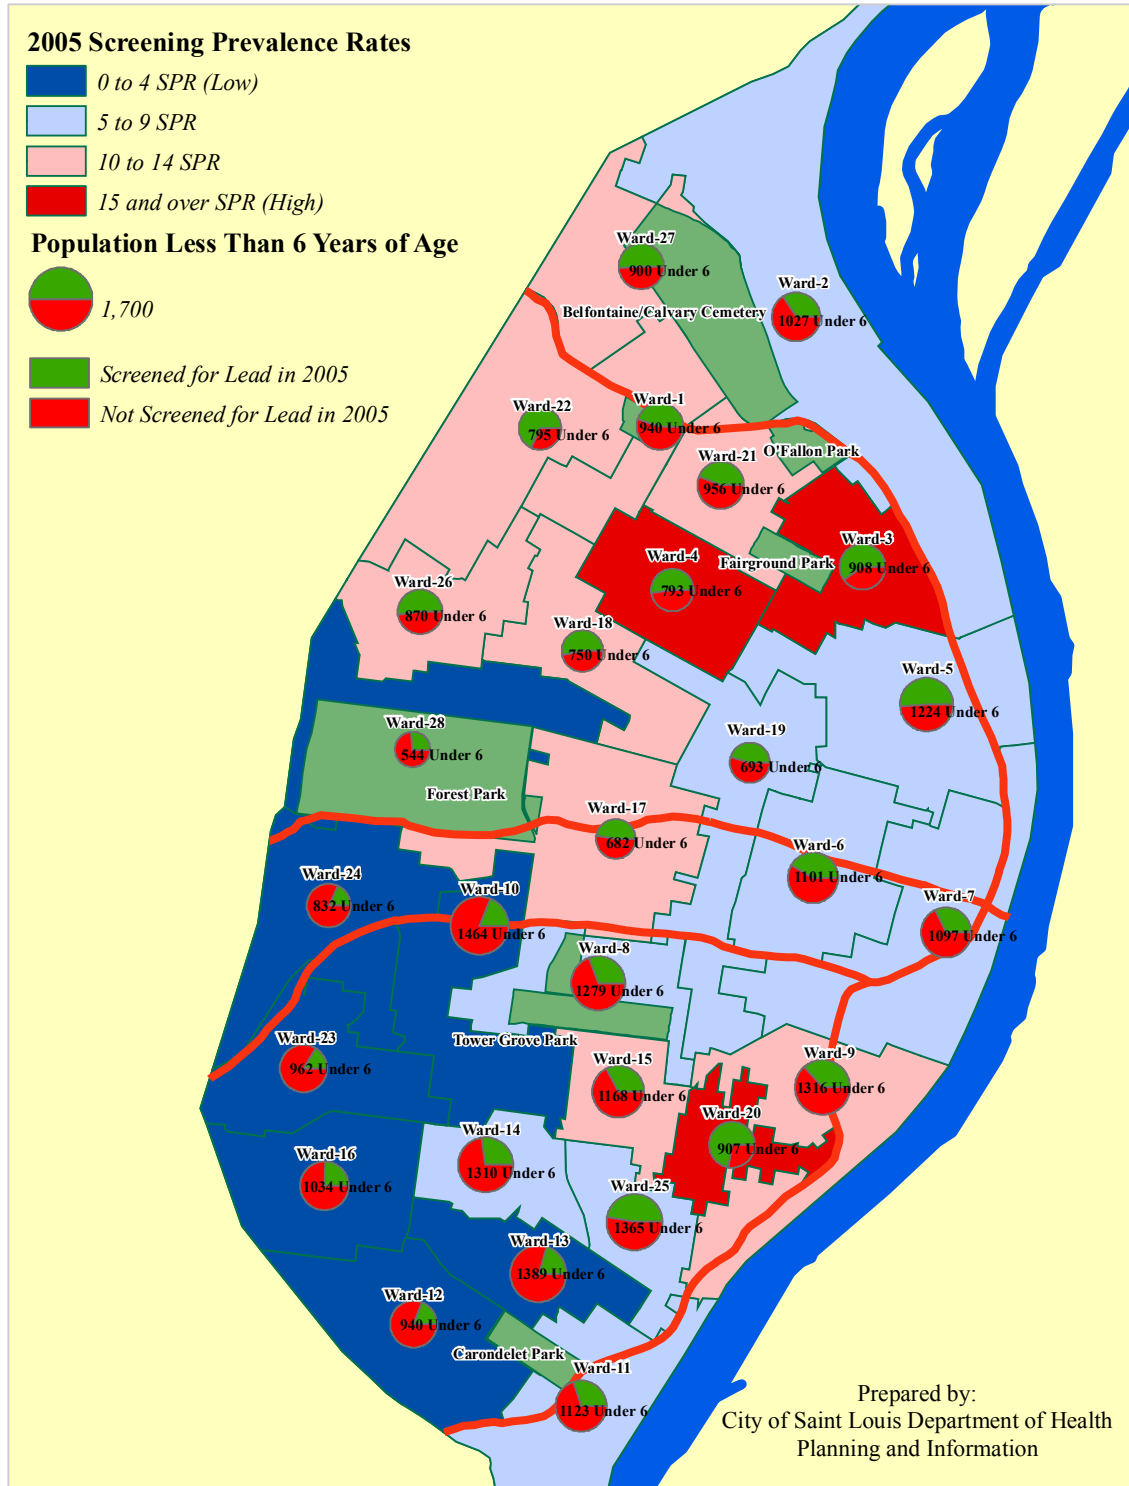 2005 Screening Prevalence Rates
0 to 4 SPR (Low)
5 to 9 SPR
10 to 14 SPR
15 and over SPR (High)
Population Less Than 6 Years of Age
1,700
Screened for Lead in 2005
Not Screened for Lead in 2005
Ward-27
900 Under 6
Ward-2
1027 Under 6
Belfontaine/Calvary Cemetery
Ward-1
940 Under 6
Ward-22
795 Under 6
O'Fallon Park
Ward-21
956 Under 6
Ward-3
908 Under 6
Ward-4
793 Under 6
Fairground Park
Ward-26
870 Under 6
Ward-18
750 Under 6
Ward-5
1224 Under 6
Ward-28
544 Under 6
Ward-19
693 Under 6
Forest Park
Ward-17
682 Under 6
Ward-6
1101 Under 6
Ward-24
832 Under 6
Ward-10
1464 Under 6
Ward-7
1097 Under 6
Ward-8
1279 Under 6
Tower Grove Park
Ward-23
962 Under 6
Ward-15
1168 Under 6
Ward-9
1316 Under 6
Ward-20
907 Under 6
Ward-14
1310 Under 6
Ward-16
1034 Under 6
Ward-25
1365 Under 6
Ward-13
1389 Under 6
Ward-12
940 Under 6
Carondelet Park
Ward-11
1123 Under 6
Prepared by:
City of Saint Louis Department of Health
Planning and Information